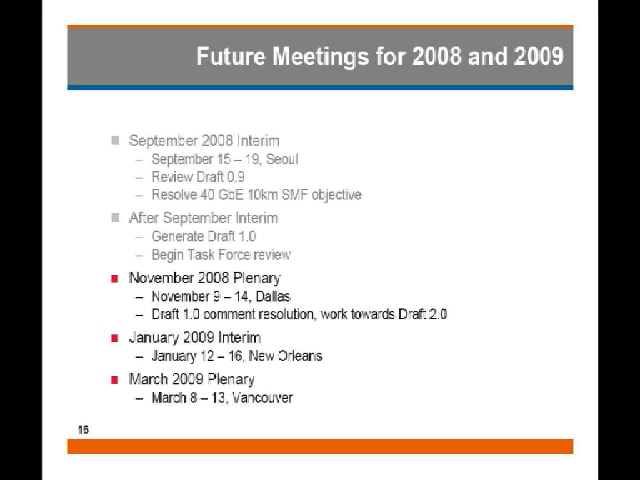 Future Meetings for 2008 and 2009
September 2008 Interim
– September 15 – 19, Seoul
– Review Draft 0.9
– Resolve 40 GbE 10km SMF objective
After September Interim
– Generate Draft 1.0
– Begin Task Force review
November 2008 Plenary
– November 9 – 14, Dallas
– Draft 1.0 comment resolution, work towards Draft 2.0
January 2009 Interim
– January 12 – 16, New Orleans
March 2009 Plenary
– March 8 – 13, Vancouver
16